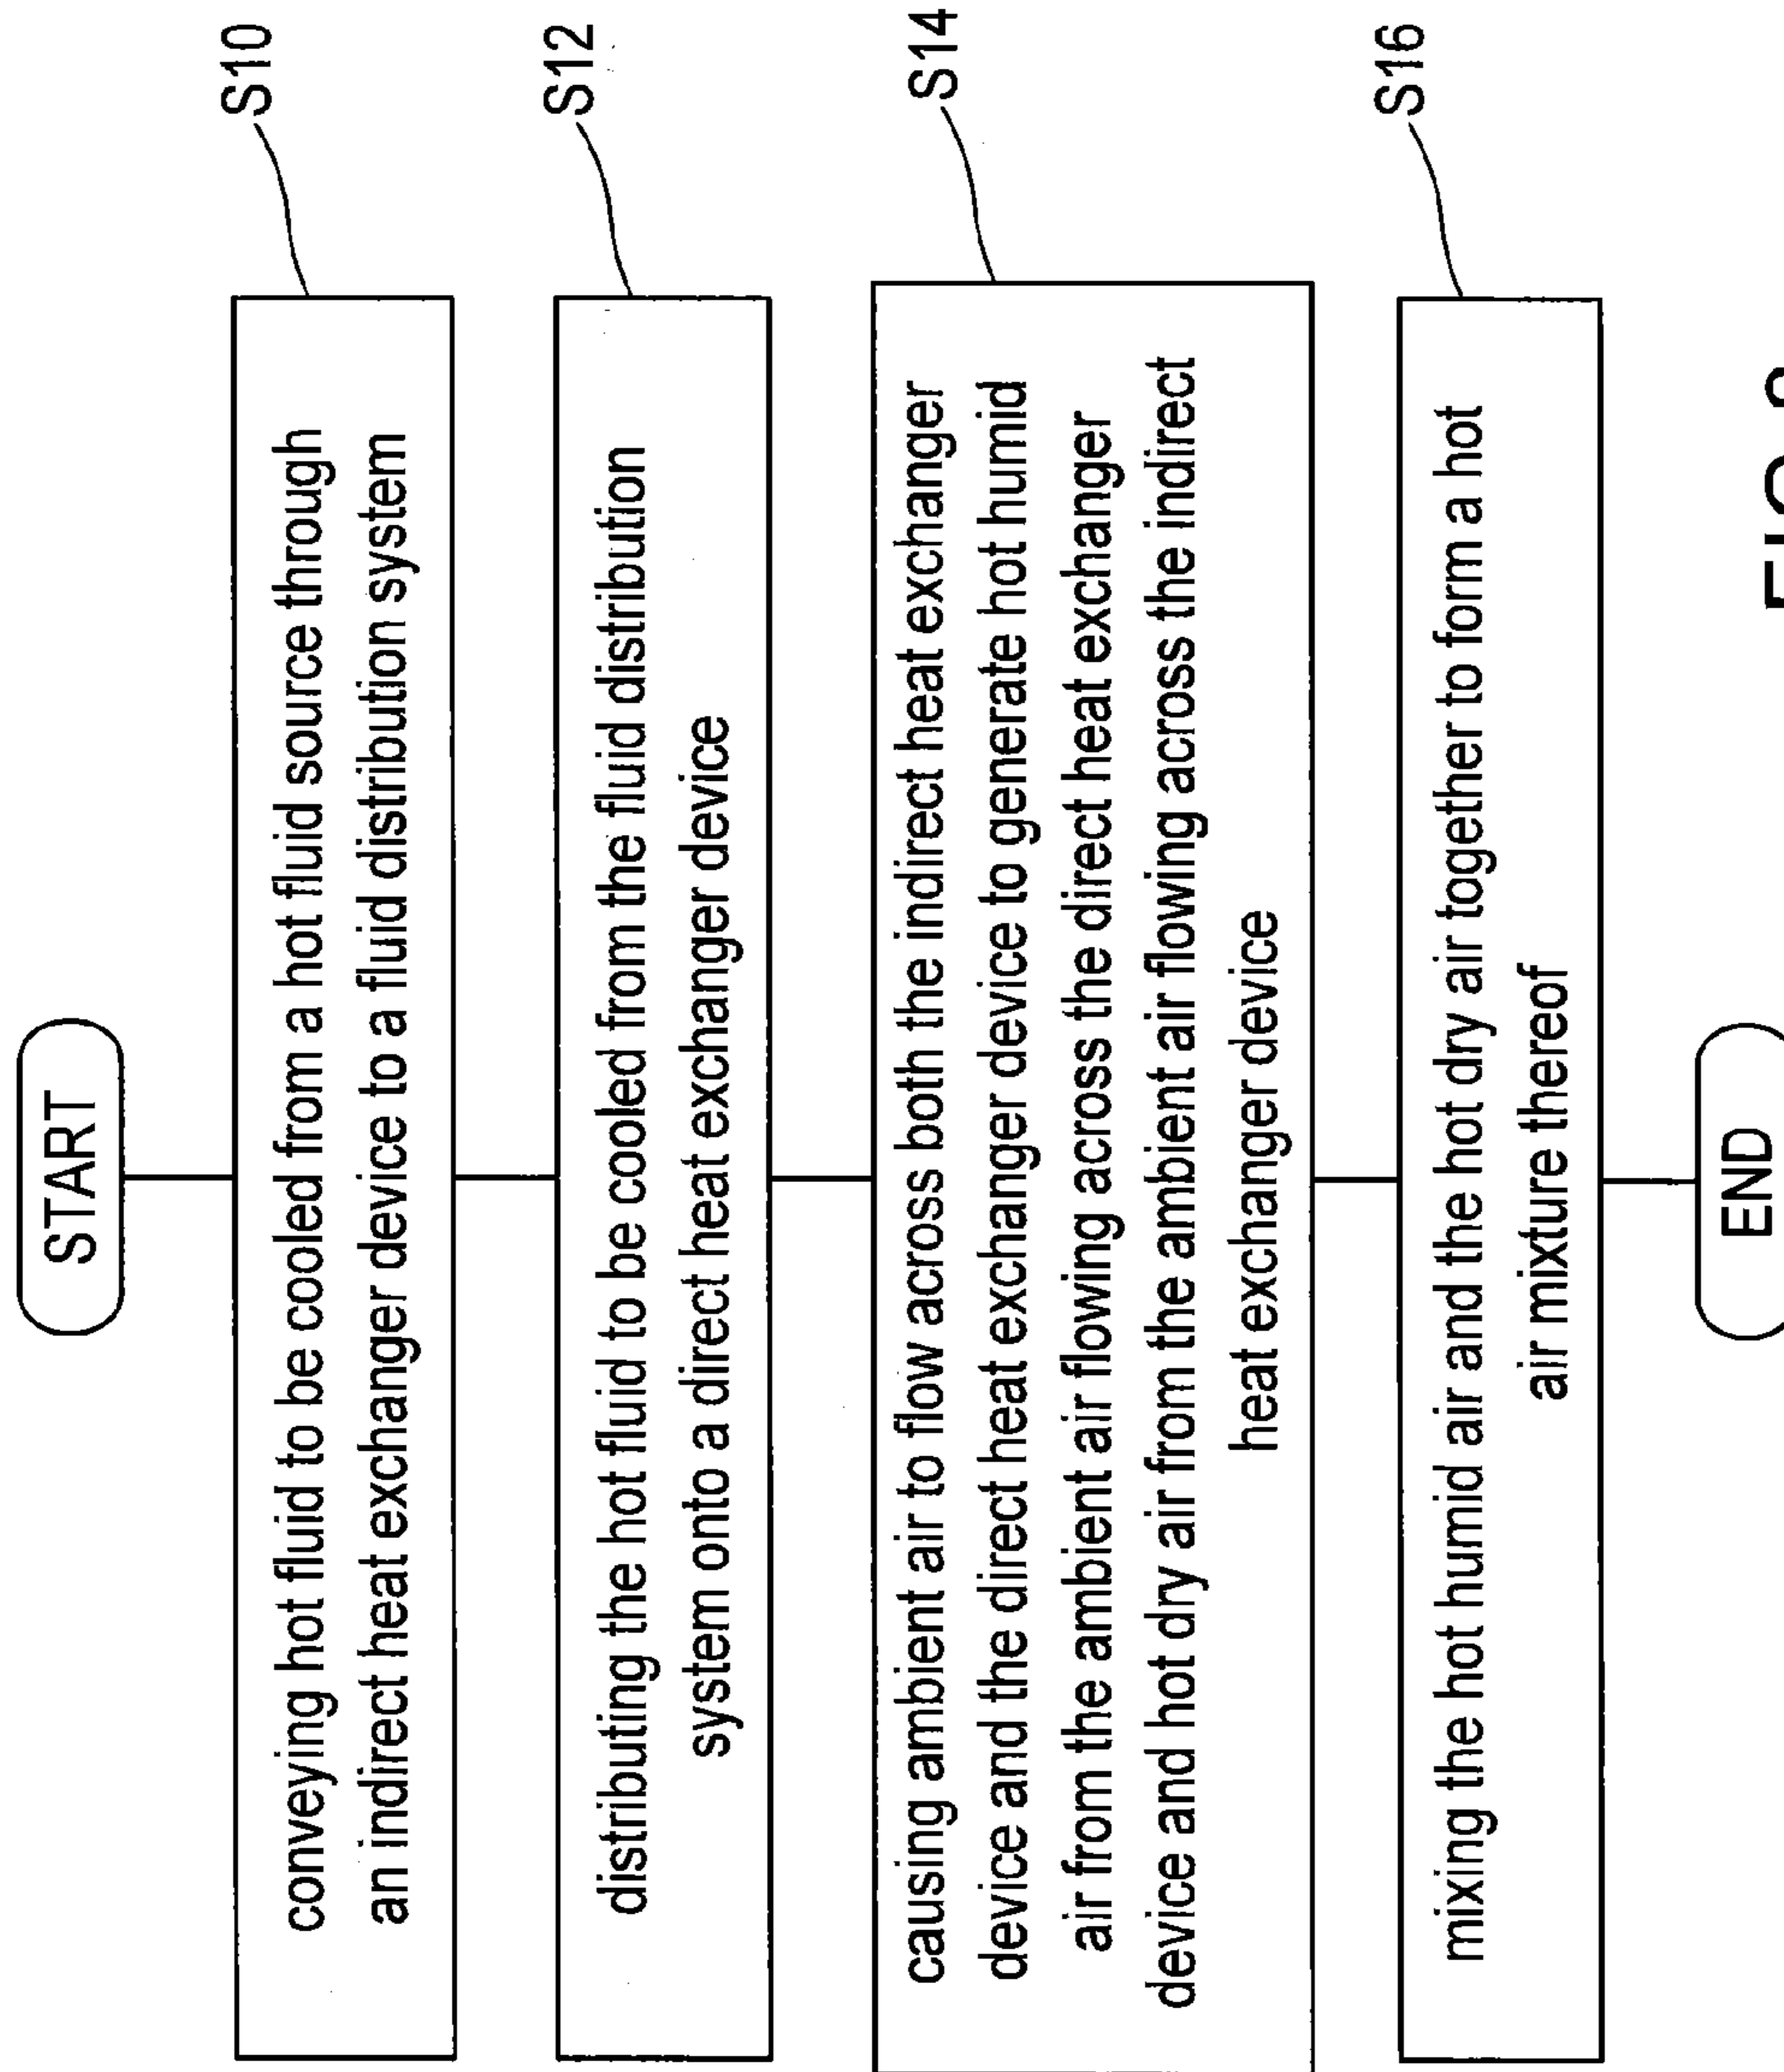 START
conveying hot fluid to be cooled from a hot fluid source through
an indirect heat exchanger device to a fluid distribution system
S10
distributing the hot fluid to be cooled from the fluid distribution
system onto a direct heat exchanger device
S12
causing ambient air to flow across both the indirect heat exchanger
device and the direct heat exchanger device to generate hot humid
air from the ambient air flowing across the direct heat exchanger
device and hot dry air from the ambient air flowing across the indirect
heat exchanger device
S14
mixing the hot humid air and the hot dry air together to form a hot
air mixture thereof
S16
END